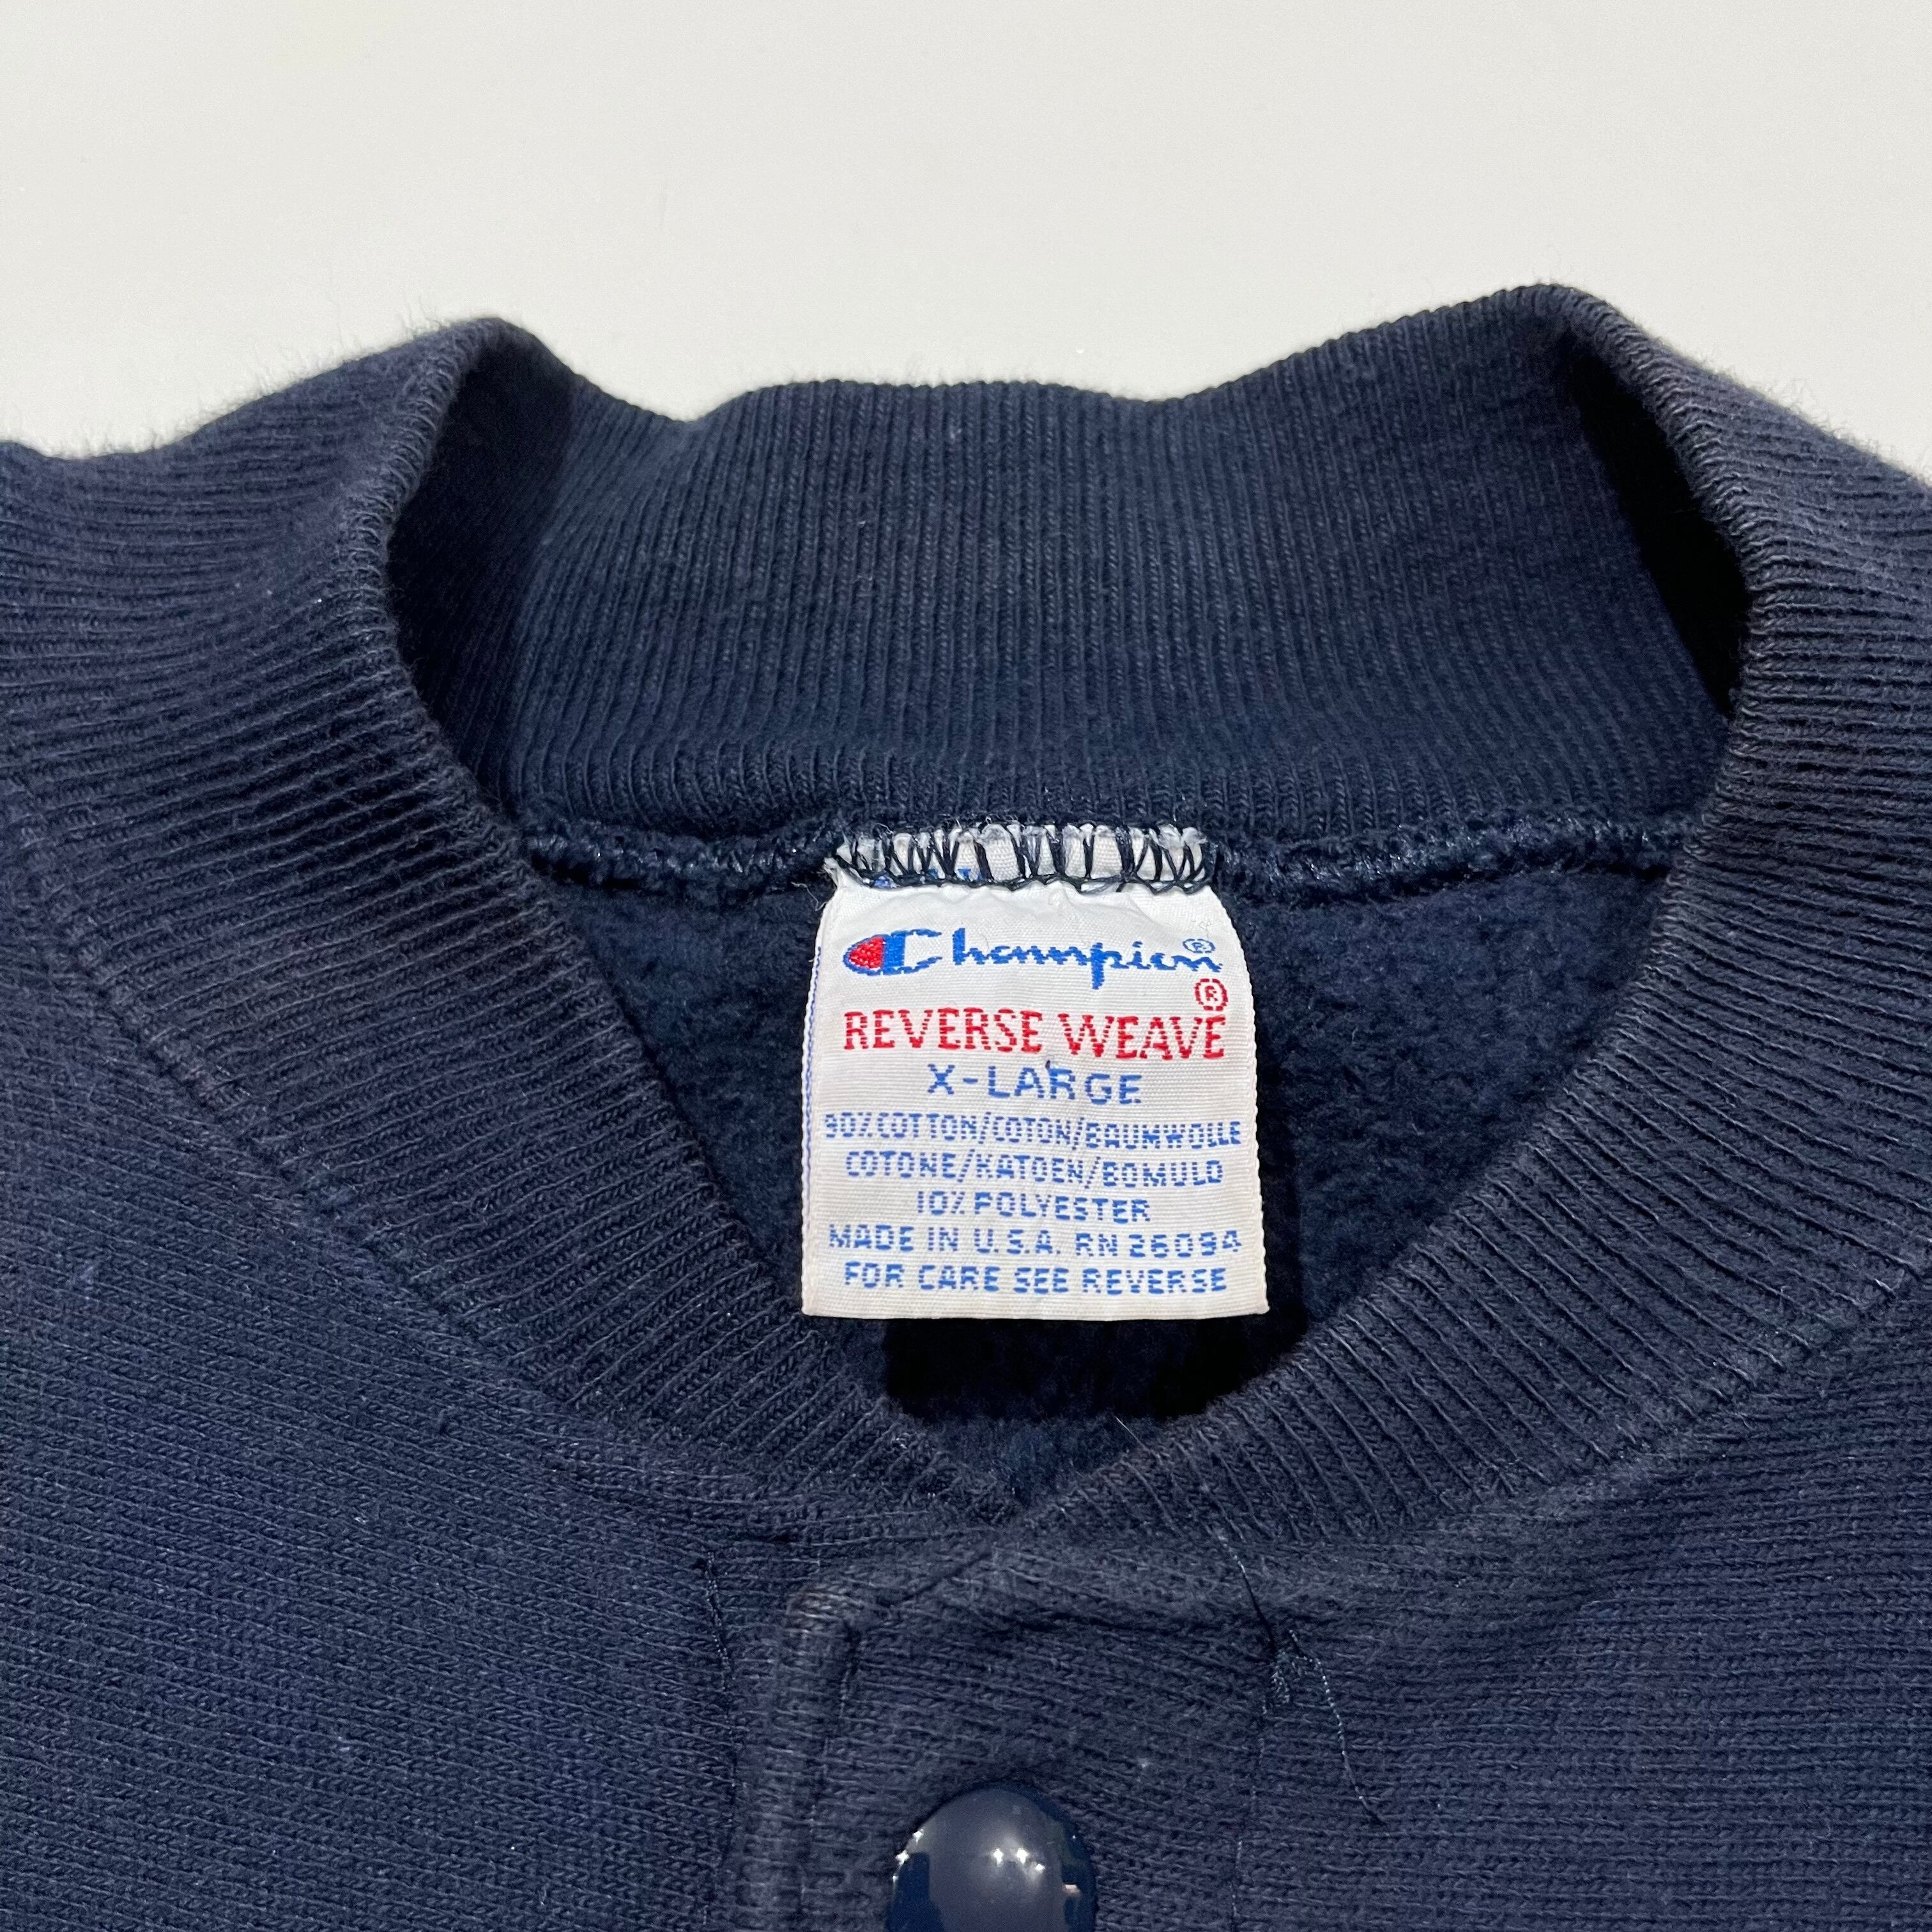 Champion®
®
REVERSE WEAVE
X-LARGE
90% COTTON/COTON/BAUMWOLLE
COTONE/KATOEN/BOMULD
10% POLYESTER
MADE IN U.S.A. RN 26094
FOR CARE SEE REVERSE